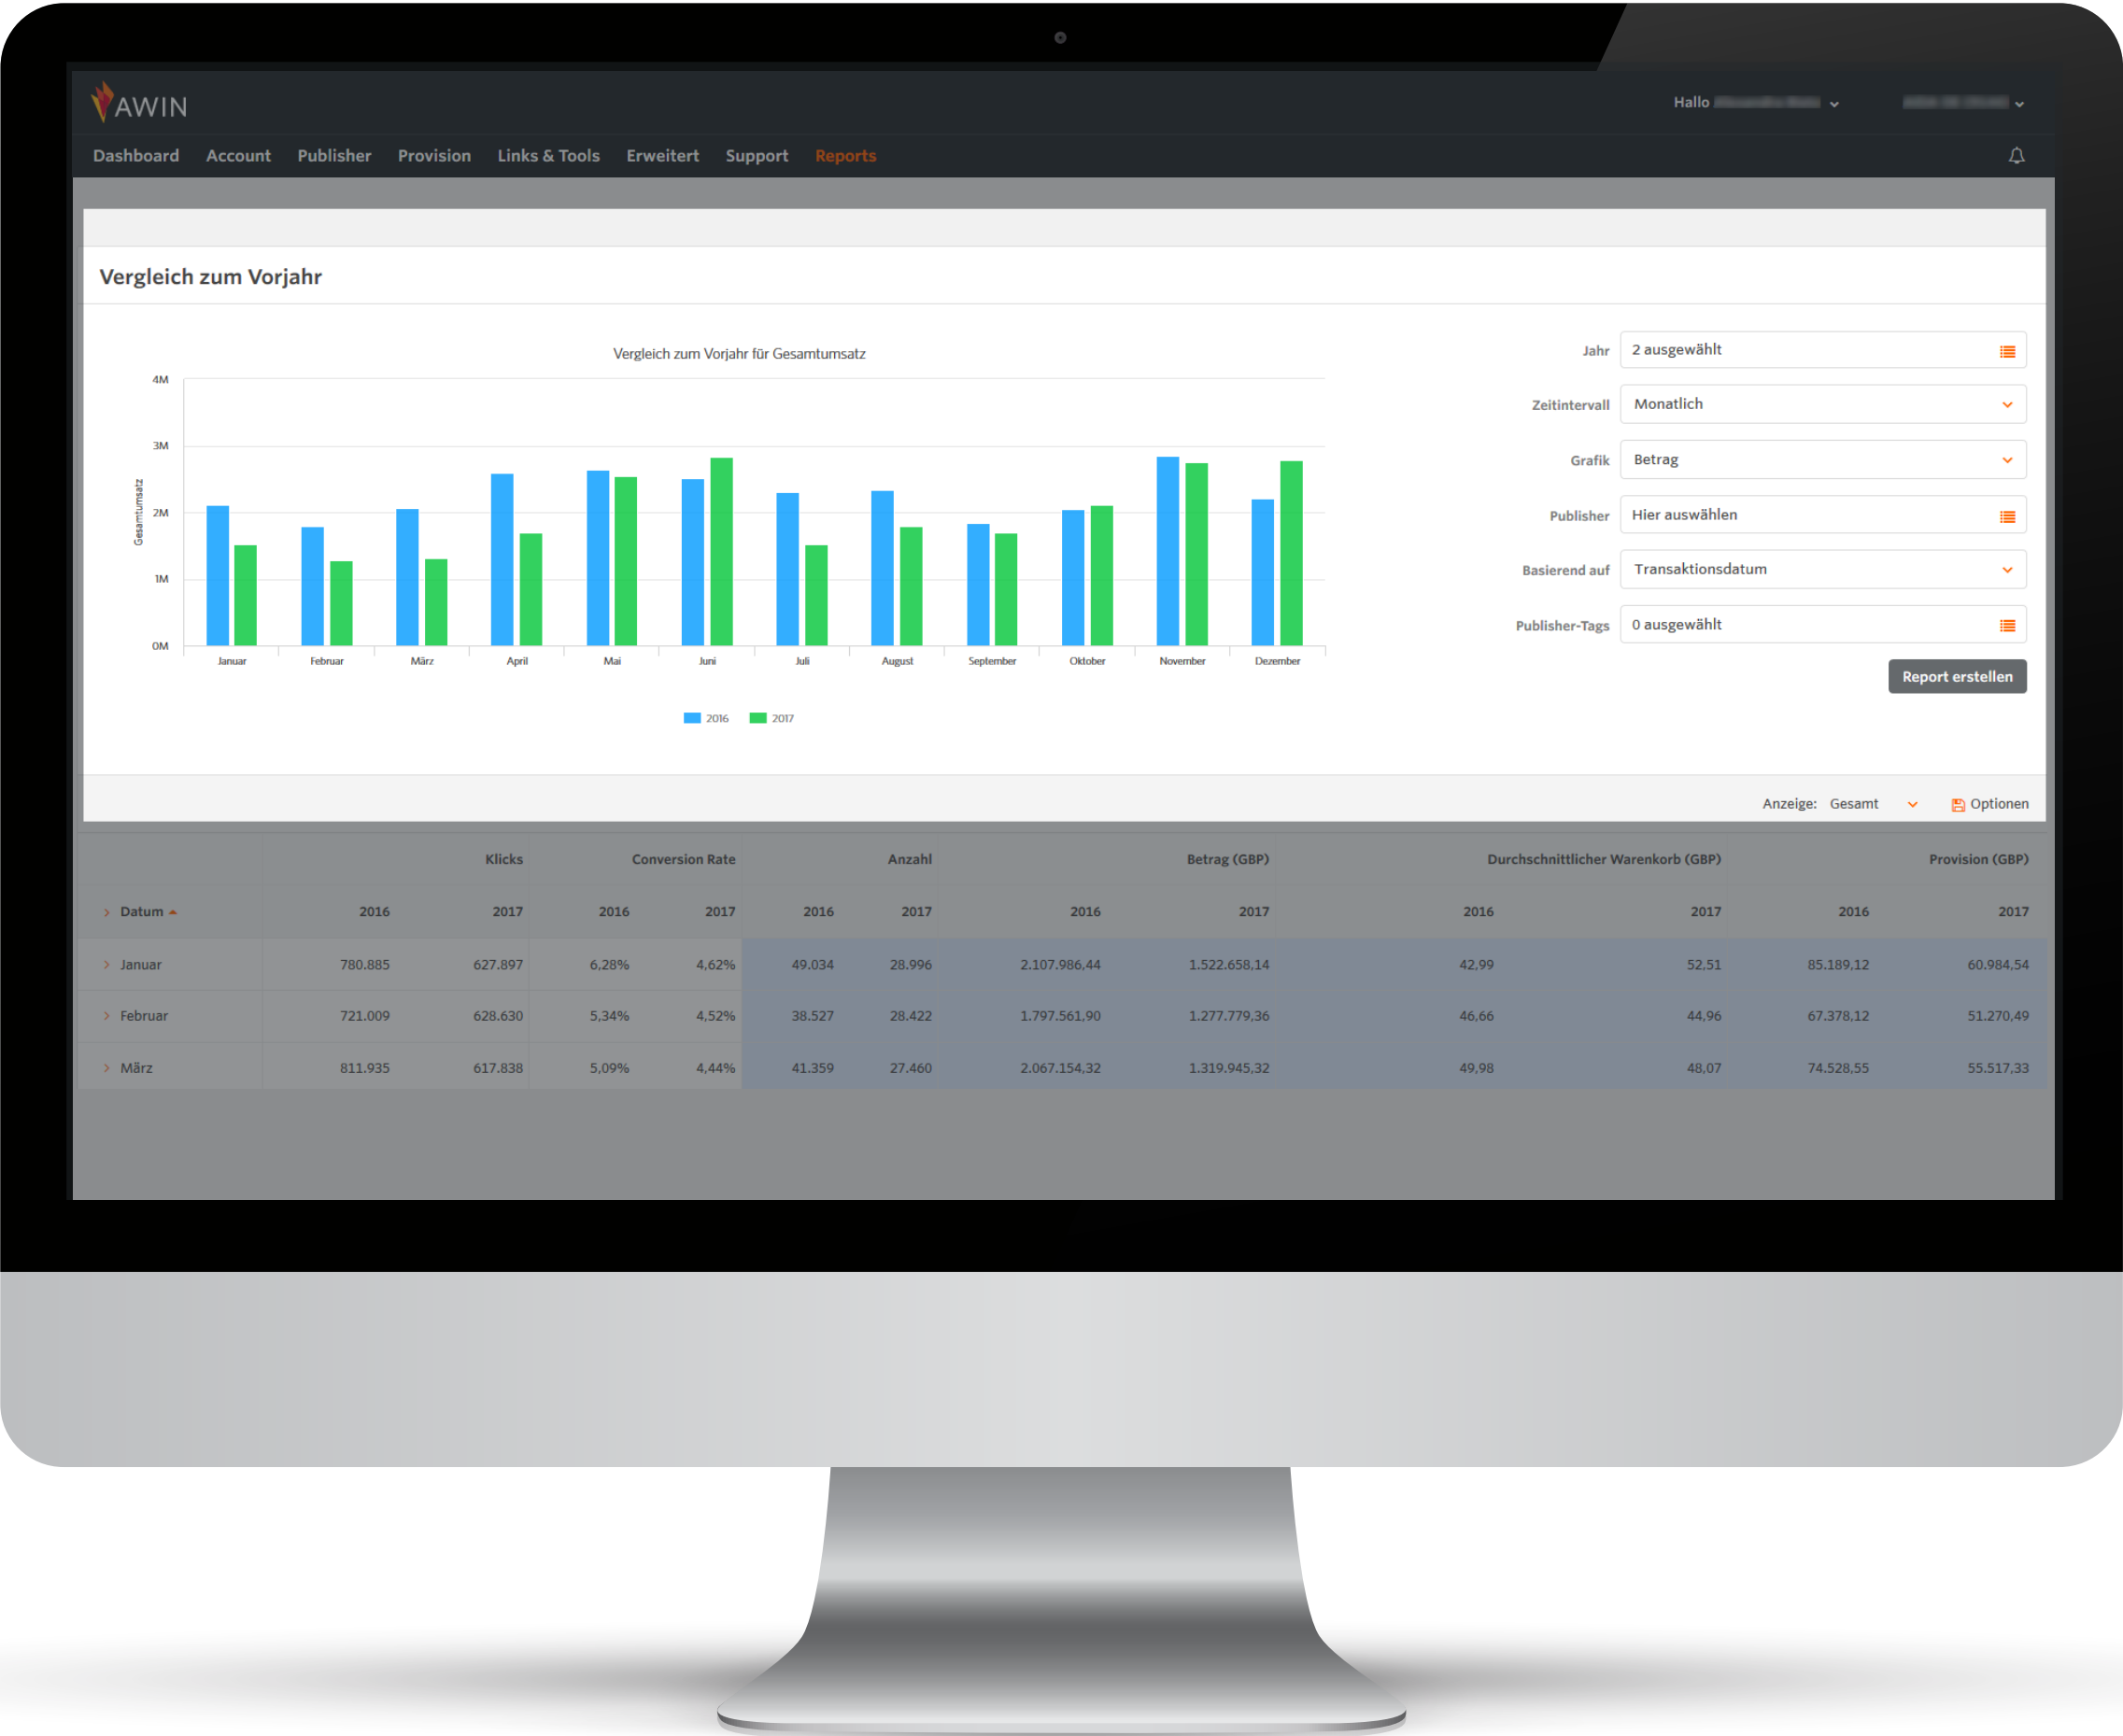 AWIN
Hallo
Dashboard Account Publisher Provision Links & Tools Erweitert Support Reports
Vergleich zum Vorjahr
Vergleich zum Vorjahr für Gesamtumsatz
4M
3M
2M
1M
0M
Gesamtumsatz
Januar Februar März April Mai Juni Juli August September Oktober November Dezember
2016 2017
Jahr 2 ausgewählt
Zeitintervall Monatlich
Grafik Betrag
Publisher Hier auswählen
Basierend auf Transaktionsdatum
Publisher-Tags 0 ausgewählt
Report erstellen
Anzeige: Gesamt Optionen
Klicks Conversion Rate Anzahl Betrag (GBP) Durchschnittlicher Warenkorb (GBP) Provision (GBP)
Datum 2016 2017 2016 2017 2016 2017 2016 2017 2016 2017 2016 2017
Januar 780.885 627.897 6,28% 4,62% 49.034 28.996 2.107.986,44 1.522.658,14 42,99 52,51 85.189,12 60.984,54
Februar 721.009 628.630 5,34% 4,52% 38.527 28.422 1.797.561,90 1.277.779,36 46,66 44,96 67.378,12 51.270,49
März 811.935 617.838 5,09% 4,44% 41.359 27.460 2.067.154,32 1.319.945,32 49,98 48,07 74.528,55 55.517,33